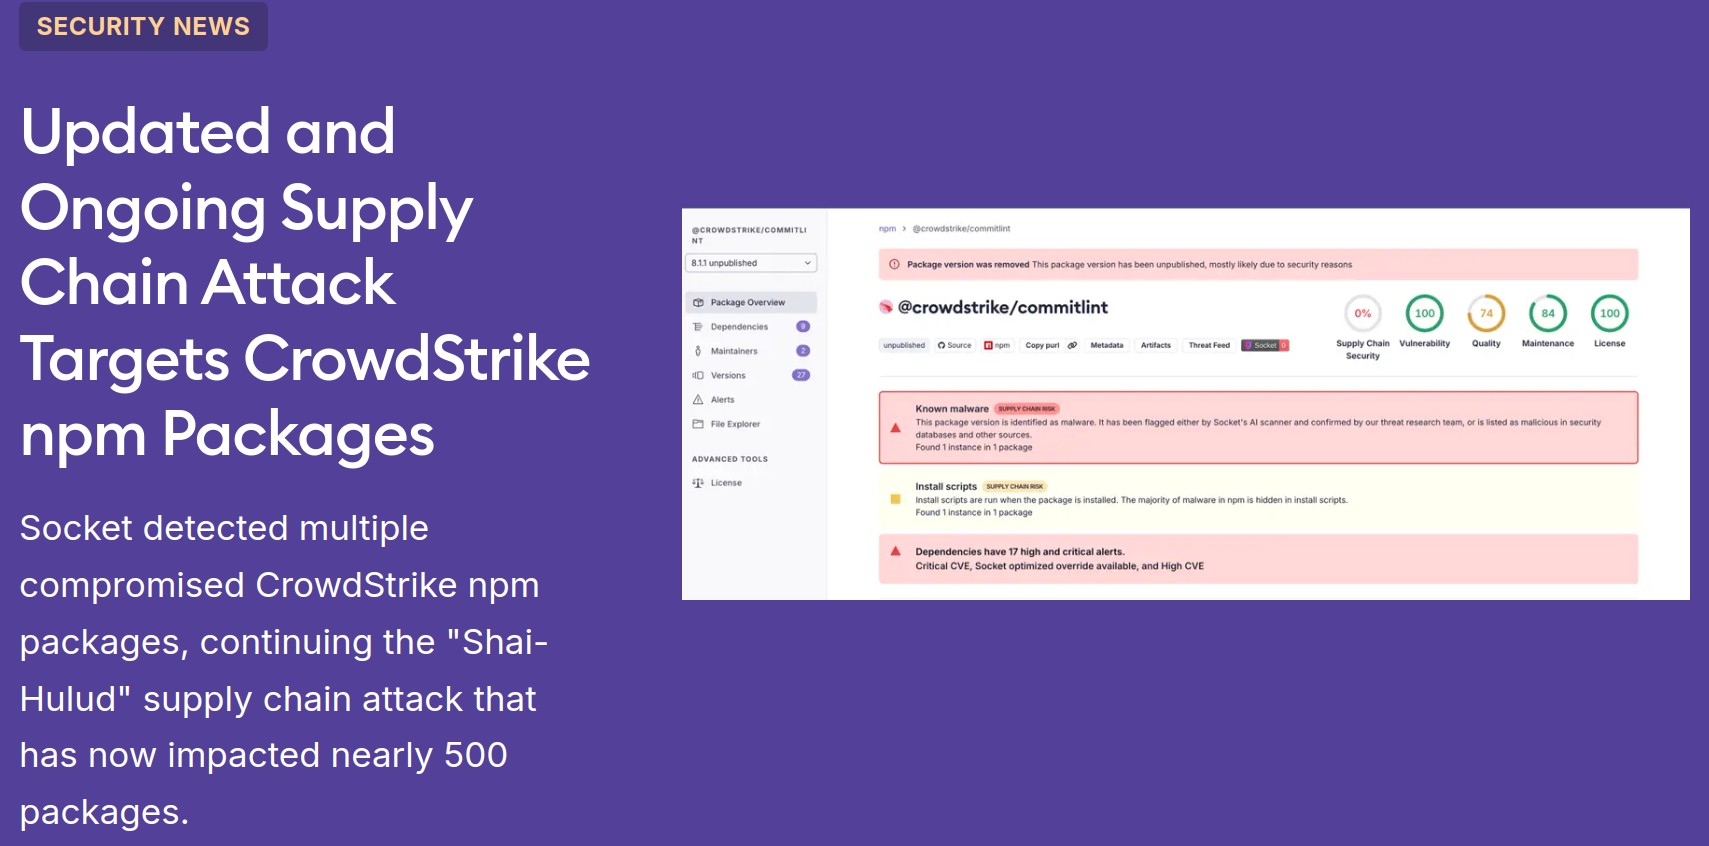 SECURITY NEWS
Updated and
Ongoing Supply
Chain Attack
Targets CrowdStrike
npm Packages
Socket detected multiple
compromised CrowdStrike npm
packages, continuing the "Shai-
Hulud" supply chain attack that
has now impacted nearly 500
packages.
@CROWDSTRIKE/COMMITLI
NT
8.1.1 unpublished
Package Overview
Dependencies 9
Maintainers 2
Versions 27
Alerts
File Explorer
ADVANCED TOOLS
License
npm > @crowdstrike/commitlint
Package version was removed This package version has been unpublished, mostly likely due to security reasons
@crowdstrike/commitlint
unpublished Source npm Copy purl Metadata Artifacts Threat Feed Socket 0
0% 100 74 84 100
Supply Chain Vulnerability Quality Maintenance License
Security
Known malware SUPPLY CHAIN RISK
This package version is identified as malware. It has been flagged either by Socket's AI scanner and confirmed by our threat research team, or is listed as malicious in security
databases and other sources.
Found 1 instance in 1 package
Install scripts SUPPLY CHAIN RISK
Install scripts are run when the package is installed. The majority of malware in npm is hidden in install scripts.
Found 1 instance in 1 package
Dependencies have 17 high and critical alerts.
Critical CVE, Socket optimized override available, and High CVE